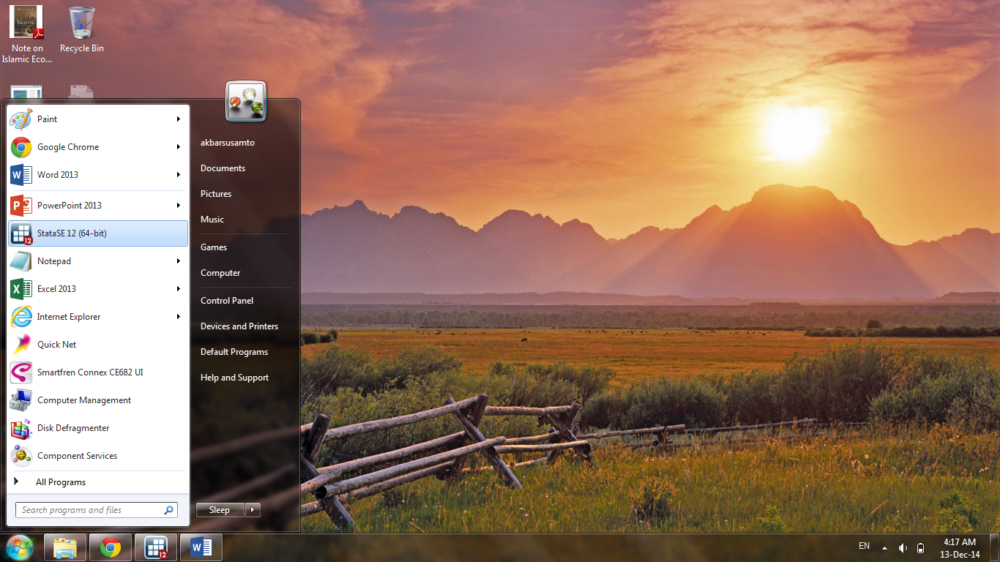 Note on
Islamic Eco...
Recycle Bin
Paint
Google Chrome
Word 2013
PowerPoint 2013
StataSE 12 (64-bit)
Notepad
Excel 2013
Internet Explorer
Quick Net
Smartfren Connex CE682 UI
Computer Management
Disk Defragmenter
Component Services
All Programs
Search programs and files
akbarsusamto
Documents
Pictures
Music
Games
Computer
Control Panel
Devices and Printers
Default Programs
Help and Support
Sleep
EN
4:17 AM
13-Dec-14